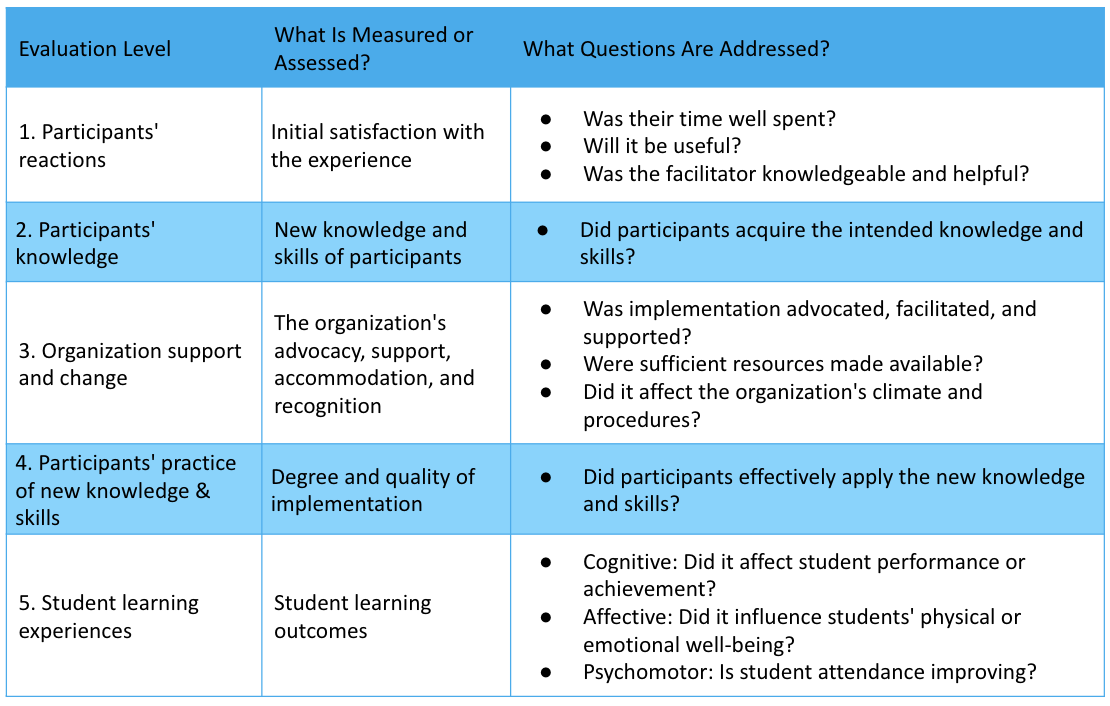 Evaluation Level
What Is Measured or
Assessed?
What Questions Are Addressed?
1. Participants'
reactions
Initial satisfaction with
the experience
● Was their time well spent?
● Will it be useful?
● Was the facilitator knowledgeable and helpful?
2. Participants'
knowledge
New knowledge and
skills of participants
● Did participants acquire the intended knowledge and
skills?
3. Organization support
and change
The organization's
advocacy, support,
accommodation, and
recognition
● Was implementation advocated, facilitated, and
supported?
● Were sufficient resources made available?
● Did it affect the organization's climate and
procedures?
4. Participants' practice
of new knowledge &
skills
Degree and quality of
implementation
● Did participants effectively apply the new knowledge
and skills?
5. Student learning
experiences
Student learning
outcomes
● Cognitive: Did it affect student performance or
achievement?
● Affective: Did it influence students' physical or
emotional well-being?
● Psychomotor: Is student attendance improving?